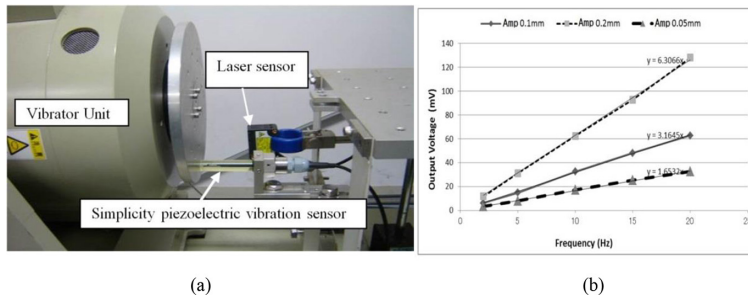 Laser sensor
Vibrator Unit
Simplicity piezoelectric vibration sensor
(a)
Amp 0.1mm
Amp 0.2mm
Amp 0.05mm
Output Voltage (mV)
140
120
100
80
60
40
20
0
y = 6.3066x
y = 3.1645x
y = 1.6532x
0
5
10
15
20
Frequency (Hz)
(b)